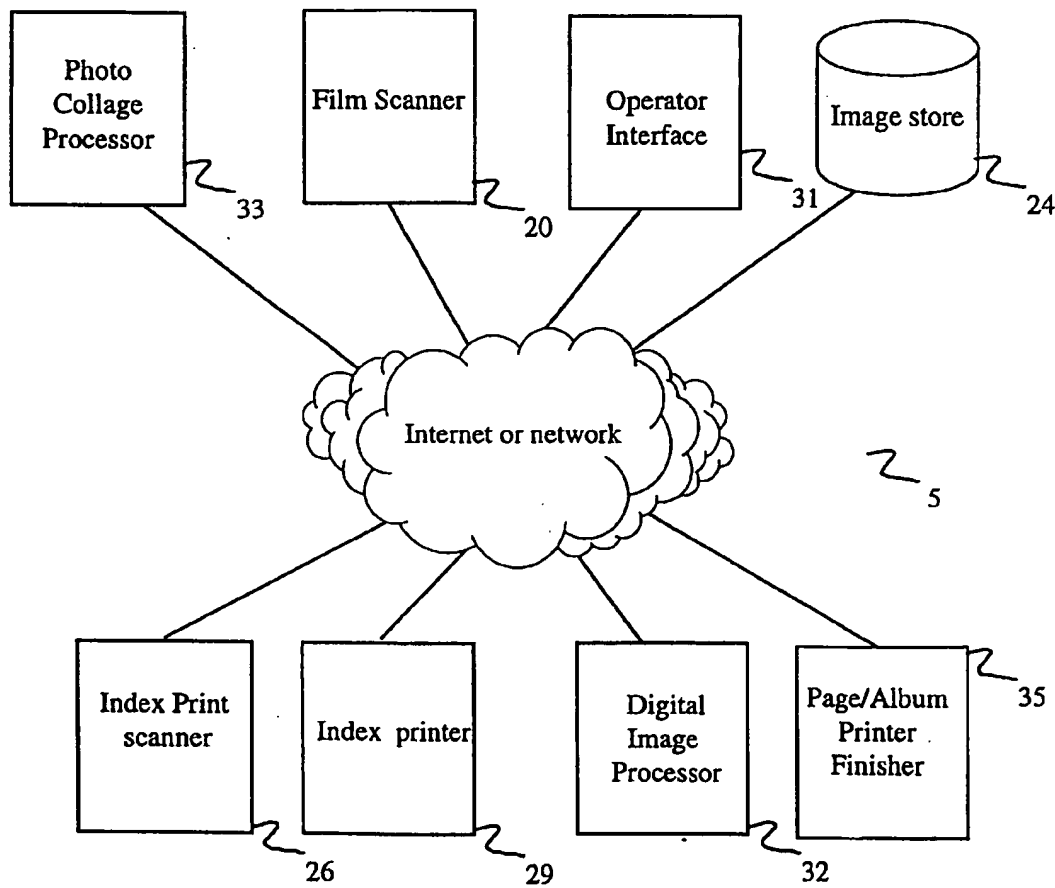 Photo
Collage
Processor
33
Film Scanner
20
Operator
Interface
31
Image store
24
Internet or network
5
Index Print
scanner
26
Index printer
29
Digital
Image
Processor
32
Page/Album
Printer
Finisher
35